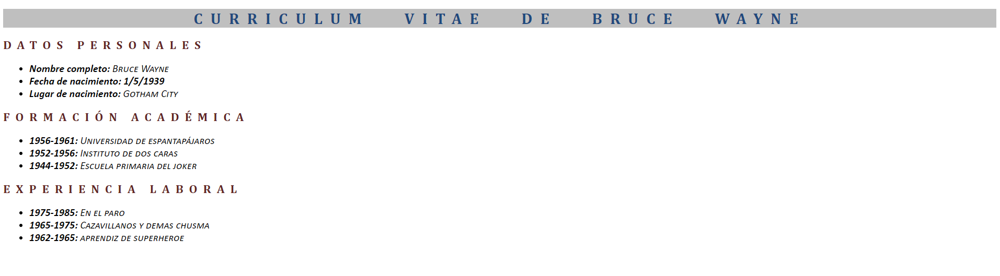 CURRICULUM VITAE DE BRUCE WAYNE
DATOS PERSONALES
• Nombre completo: Bruce Wayne
• Fecha de nacimiento: 1/5/1939
• Lugar de nacimiento: Gotham City
FORMACIÓN ACADÉMICA
• 1956-1961: Universidad de espantapájaros
• 1952-1956: Instituto de dos caras
• 1944-1952: Escuela primaria del joker
EXPERIENCIA LABORAL
• 1975-1985: En el paro
• 1965-1975: Cazavillanos y demas chusma
• 1962-1965: aprendiz de superheroe